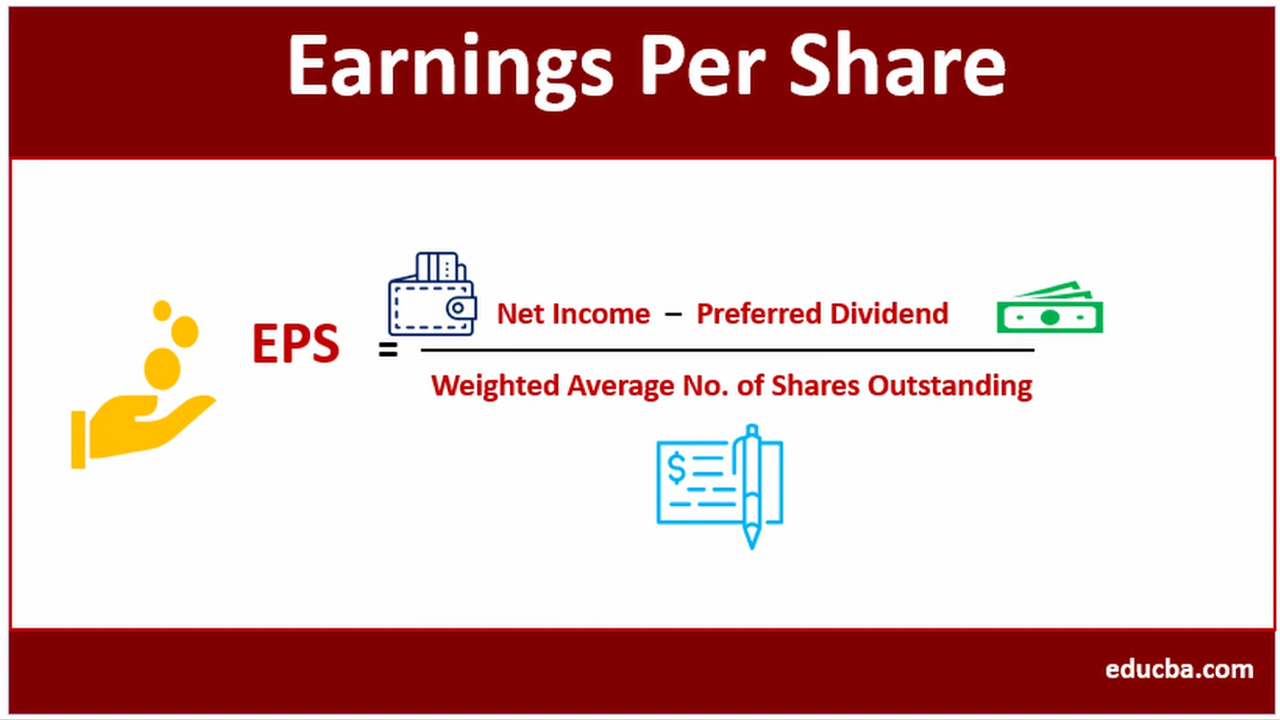 Earnings Per Share
EPS = Net Income – Preferred Dividend
Weighted Average No. of Shares Outstanding
$
educba.com